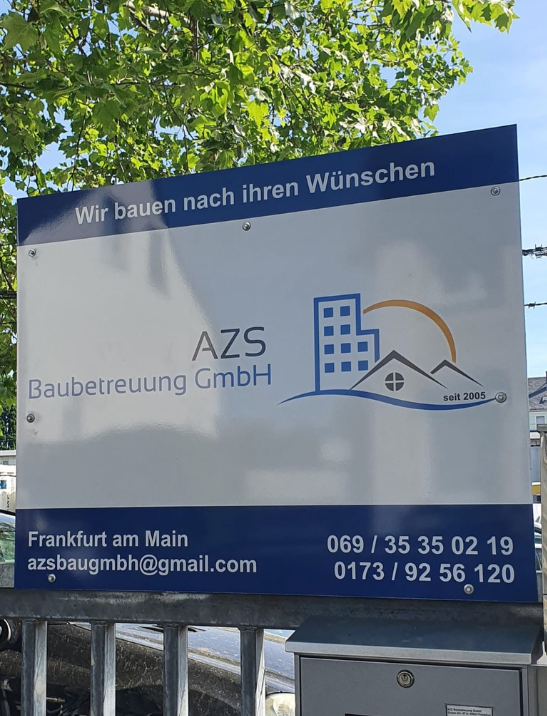 Wir bauen nach ihren Wünschen
AZS
Baubetreuung GmbH
seit 2005
Frankfurt am Main
azsbaugmbh@gmail.com
069 / 35 35 02 19
0173 / 92 56 120